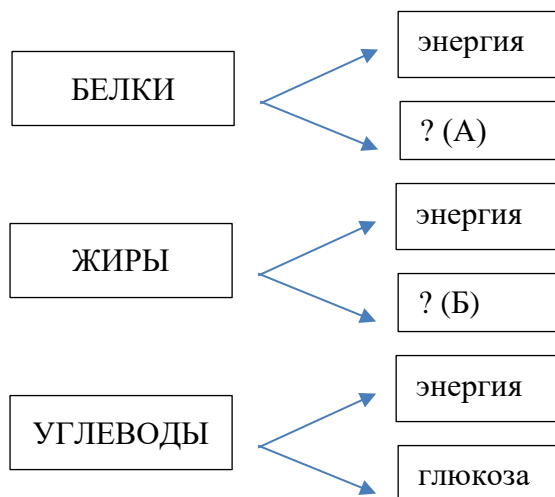 энергия
БЕЛКИ
? (А)
энергия
ЖИРЫ
? (Б)
энергия
УГЛЕВОДЫ
глюкоза